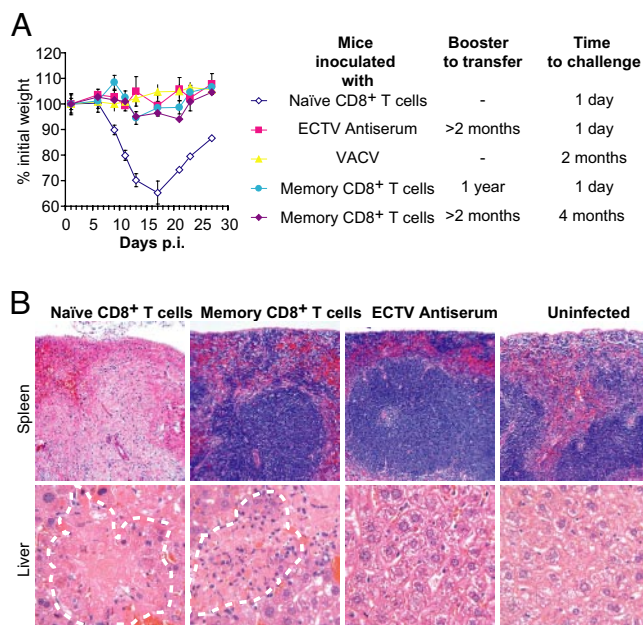 A
% initial weight
120
110
100
90
80
70
60
0 5 10 15 20 25 30
Days p.i.
Mice inoculated with
Booster to transfer
Time to challenge
Naïve CD8+ T cells - 1 day
ECTV Antiserum >2 months 1 day
VACV - 2 months
Memory CD8+ T cells 1 year 1 day
Memory CD8+ T cells >2 months 4 months
B
Naïve CD8+ T cells Memory CD8+ T cells ECTV Antiserum Uninfected
Spleen
Liver